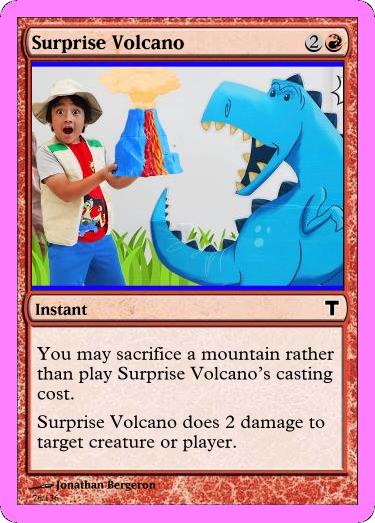 Surprise Volcano 2
Instant T
You may sacrifice a mountain rather
than play Surprise Volcano's casting
cost.
Surprise Volcano does 2 damage to
target creature or player.
Jonathan Bergeron